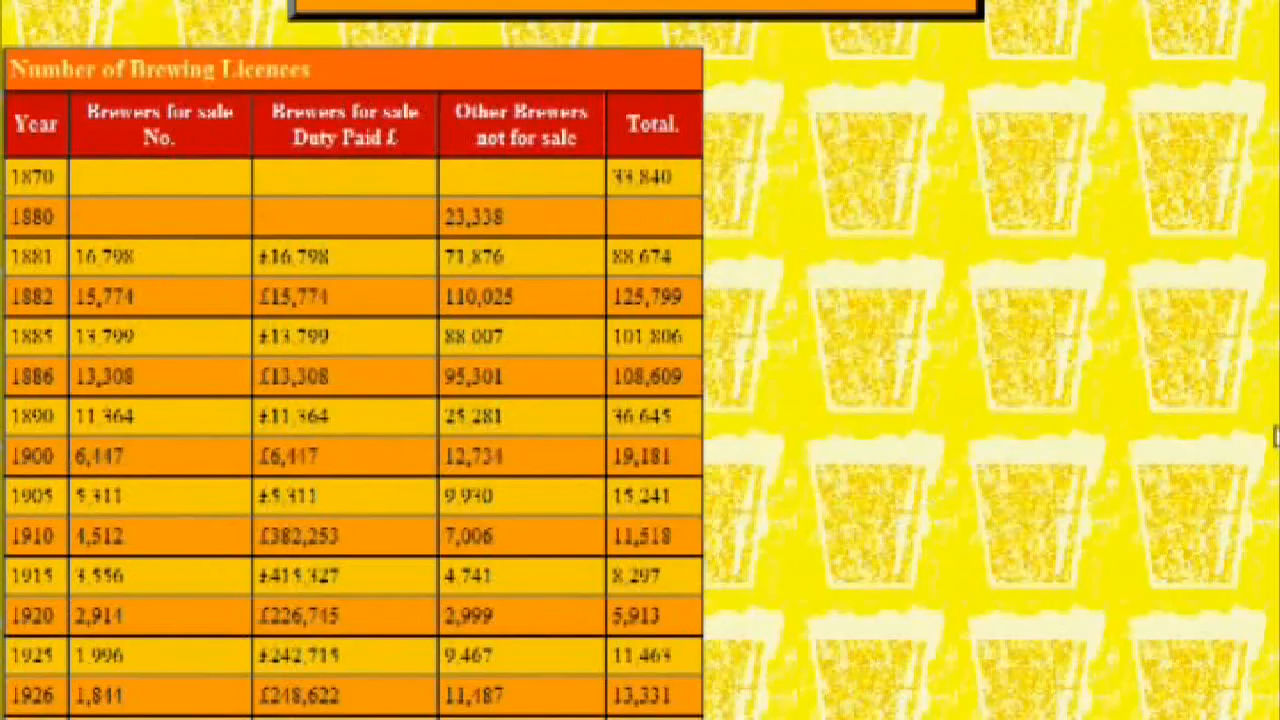 Number of Brewing Licences
Year Brewers for sale No. Brewers for sale Duty Paid £ Other Brewers not for sale Total.
1870 33,840
1880 23,338
1881 16,798 £16,798 71,876 88,674
1882 15,774 £15,774 110,025 125,799
1885 13,799 £13,799 88,007 101,806
1886 13,308 £13,308 95,301 108,609
1890 11,364 £11,364 25,281 36,645
1900 6,447 £6,447 12,734 19,181
1905 5,311 £5,311 9,930 15,241
1910 4,512 £382,253 7,006 11,518
1915 3,556 £415,327 4,741 8,297
1920 2,914 £226,745 2,999 5,913
1925 1,996 £242,715 9,467 11,463
1926 1,844 £248,622 11,487 13,331